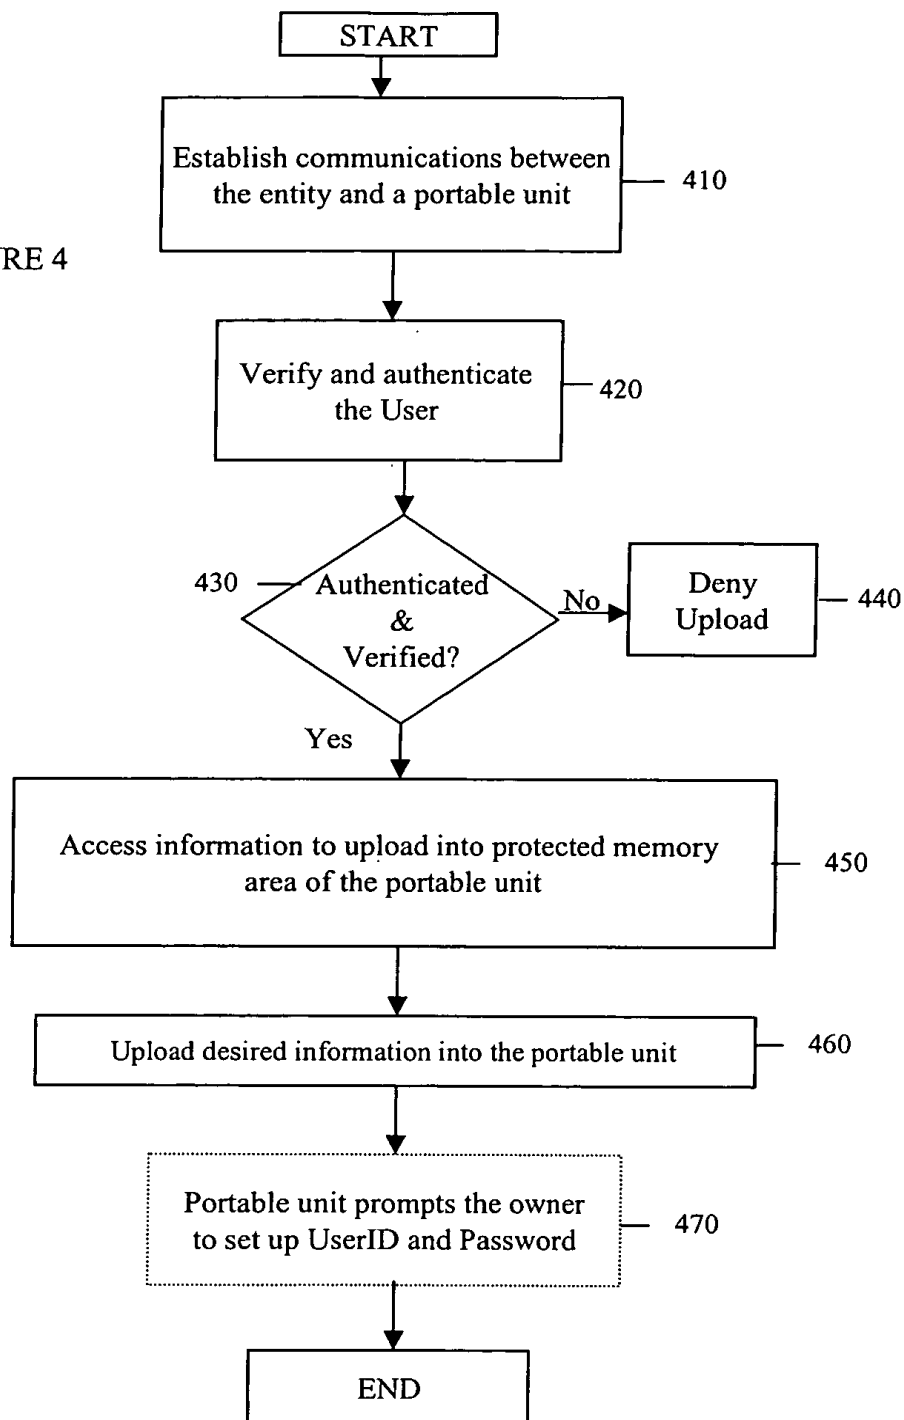 START
Establish communications between
the entity and a portable unit
410
RE 4
Verify and authenticate
the User
420
430
Authenticated
&
Verified?
No
Deny
Upload
440
Yes
Access information to upload into protected memory
area of the portable unit
450
Upload desired information into the portable unit
460
Portable unit prompts the owner
to set up UserID and Password
470
END